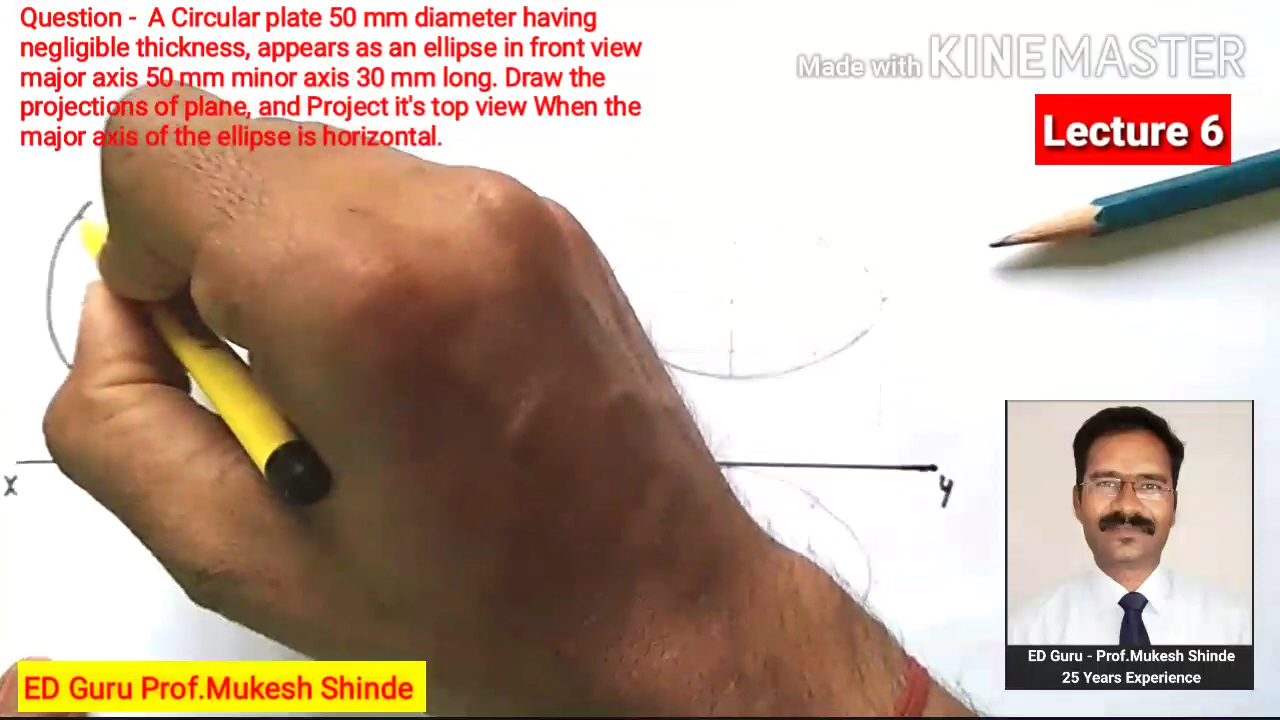 Question - A Circular plate 50 mm diameter having
negligible thickness, appears as an ellipse in front view
major axis 50 mm minor axis 30 mm long. Draw the
projections of plane, and Project it's top view When the
major axis of the ellipse is horizontal.
Made with KINEMASTER
Lecture 6
X
y
ED Guru - Prof.Mukesh Shinde
25 Years Experience
ED Guru Prof.Mukesh Shinde